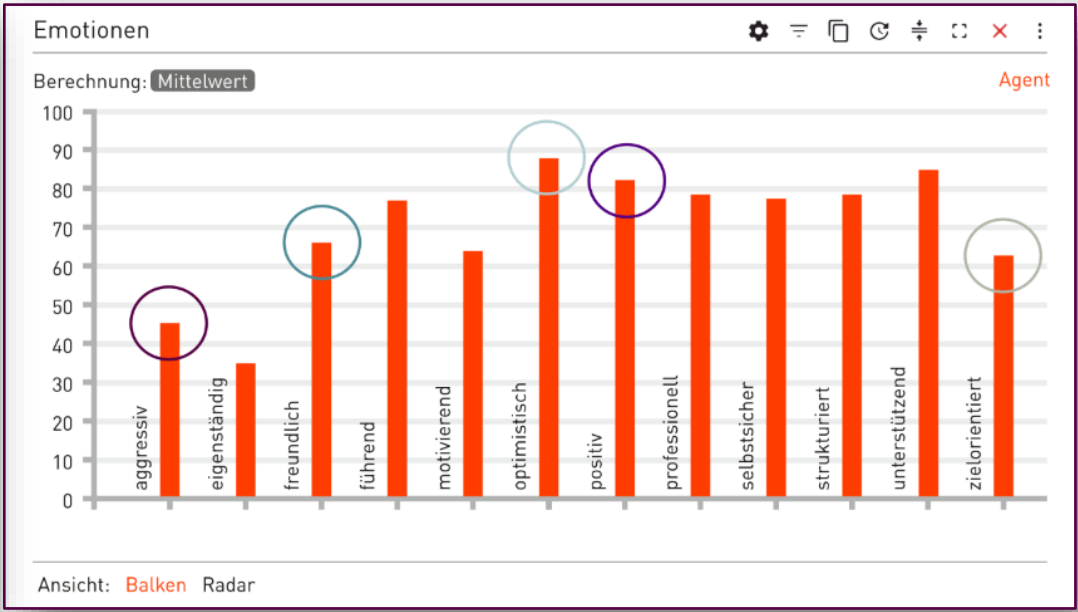 Emotionen
Berechnung: Mittelwert
Agent
100
90
80
70
60
50
40
30
20
10
0
aggressiv
eigenständig
freundlich
führend
motivierend
optimistisch
positiv
professionell
selbstsicher
strukturiert
unterstützend
zielorientiert
Ansicht: Balken Radar